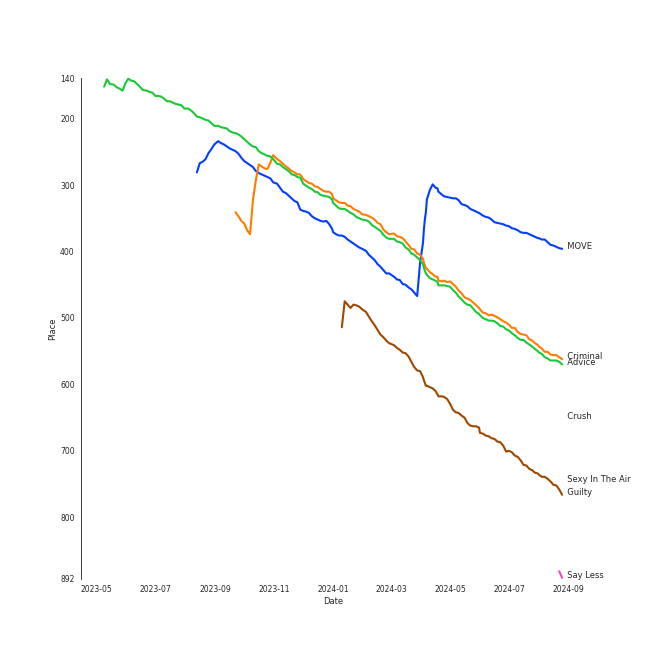 140
200
300
400
500
600
700
800
892
Place
2023-05
2023-07
2023-09
2023-11
2024-01
2024-03
2024-05
2024-07
2024-09
Date
MOVE
Criminal
Advice
Crush
Sexy In The Air
Guilty
Say Less